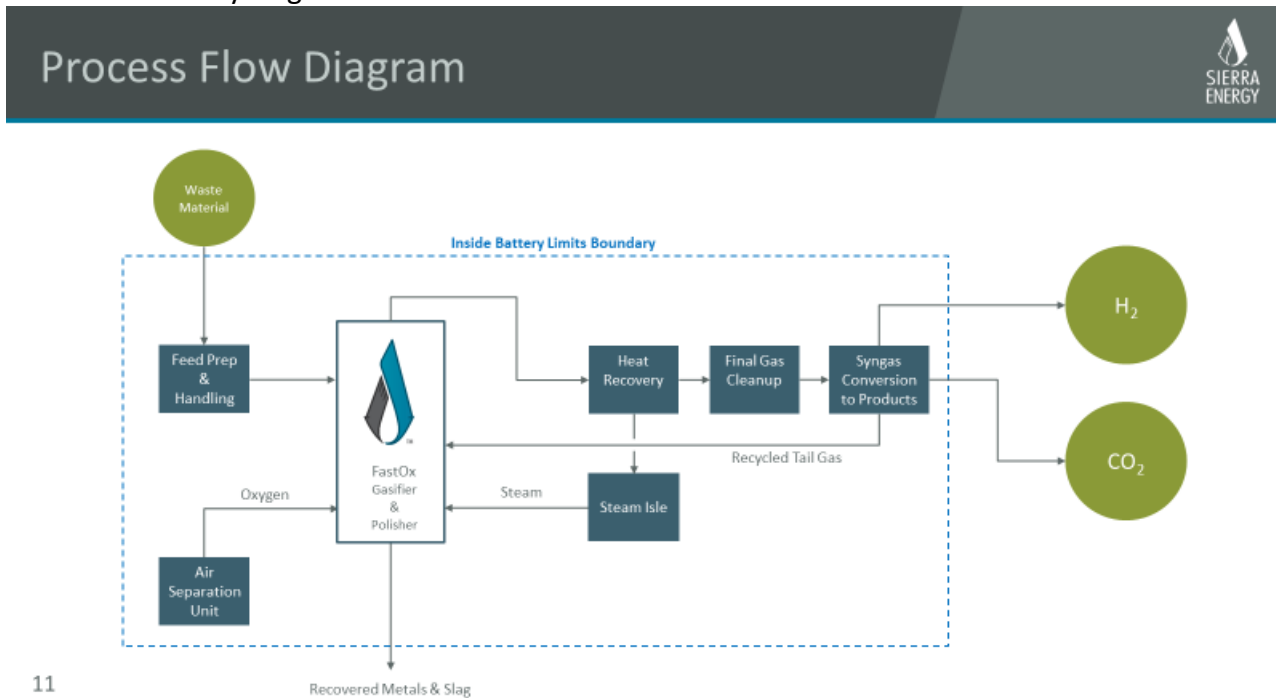 Process Flow Diagram
SIERRA
ENERGY
Waste
Material
Inside Battery Limits Boundary
H₂
Feed Prep
&
Handling
Heat
Recovery
Final Gas
Cleanup
Syngas
Conversion
to Products
TM
FastOx
Gasifier
&
Polisher
Recycled Tail Gas
CO₂
Oxygen
Steam
Steam Isle
Air
Separation
Unit
11
Recovered Metals & Slag